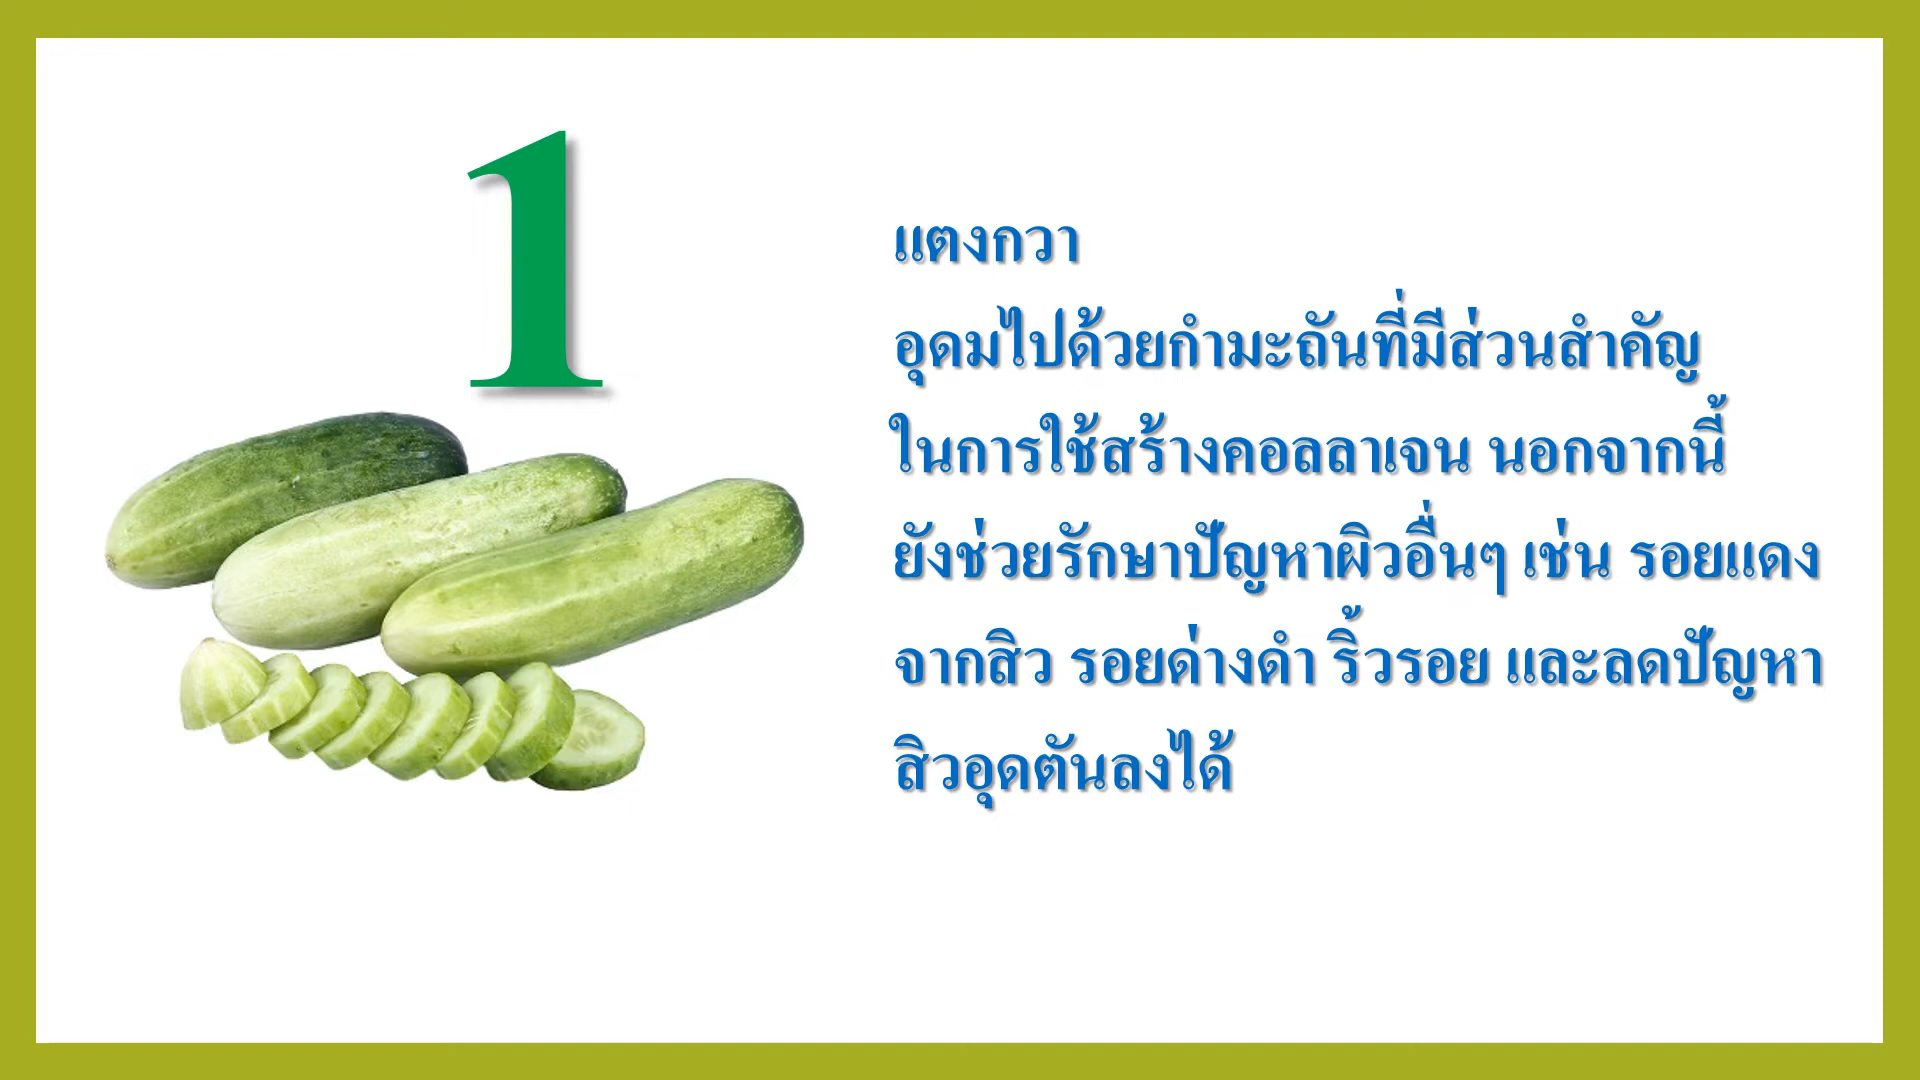 1
แตงกวา
อุดมไปด้วยกำมะถันที่มีส่วนสำคัญ
ในการใช้สร้างคอลลาเจน นอกจากนี้
ยังช่วยรักษาปัญหาผิวอื่นๆ เช่น รอยแดง
จากสิว รอยด่างดำ ริ้วรอย และลดปัญหา
สิวอุดตันลงได้